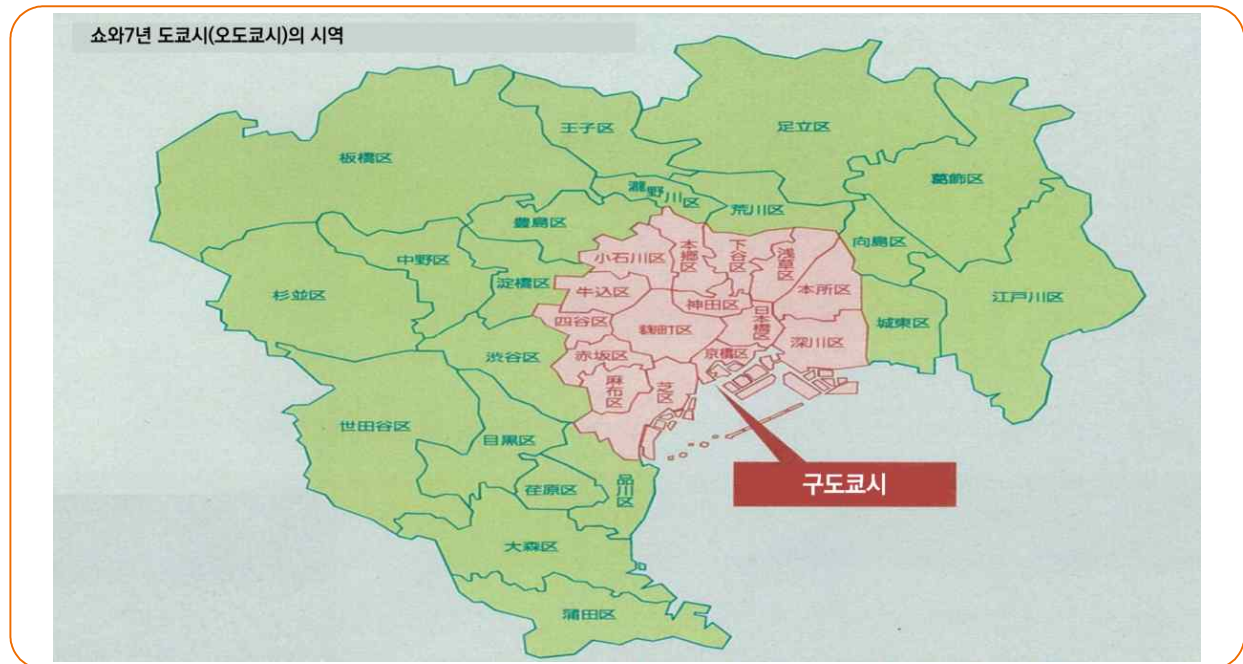 쇼와7년 도쿄시(오도쿄시)의 시역
王子区
足立区
板橋区
葛飾区
瀧野川区
荒川区
豊島区
向島区
本郷区
下谷区
浅草区
小石川区
中野区
淀橋区
牛込区
本所区
杉並区
江戸川区
神田区
日本橋区
四谷区
麹町区
城東区
深川区
京橋区
赤坂区
渋谷区
麻布区
芝区
世田谷区
目黒区
구도쿄시
品川区
荏原区
大森区
蒲田区